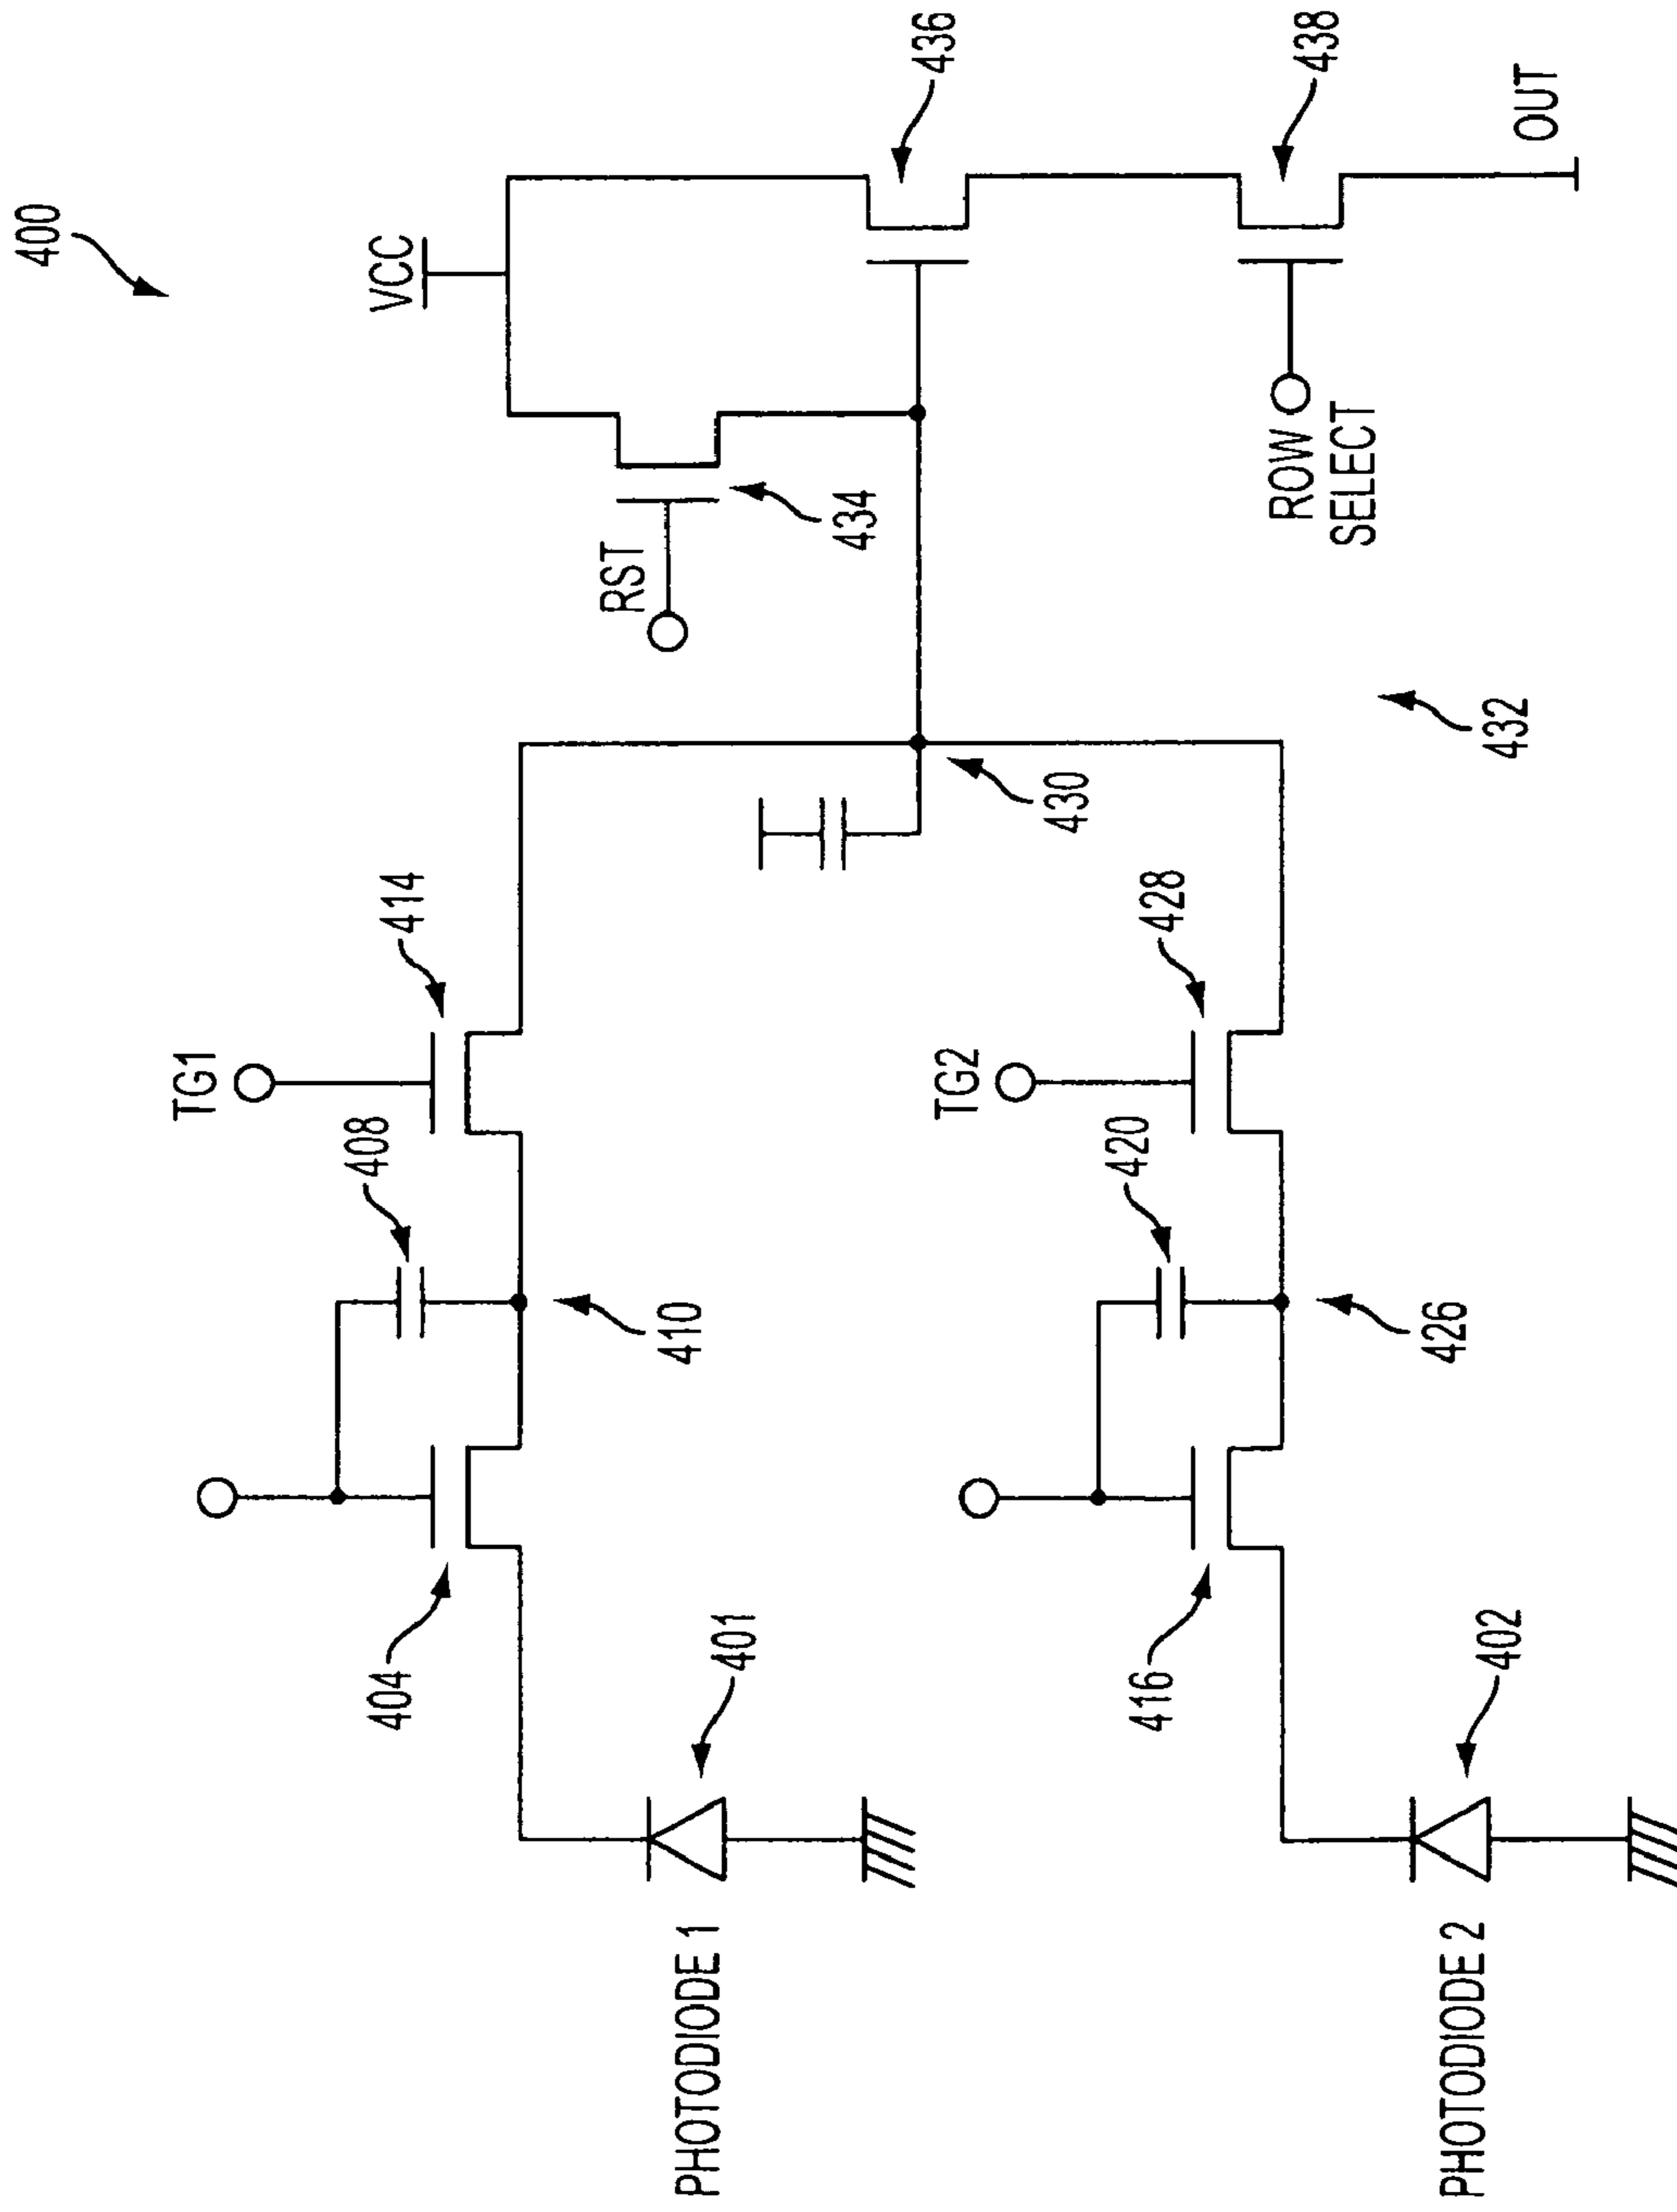 400
VCC
436
438
OUT
RST
434
ROW
SELECT
432
430
TG1
414
408
410
404
401
PHOTODIODE 1
TG2
428
420
426
416
402
PHOTODIODE 2